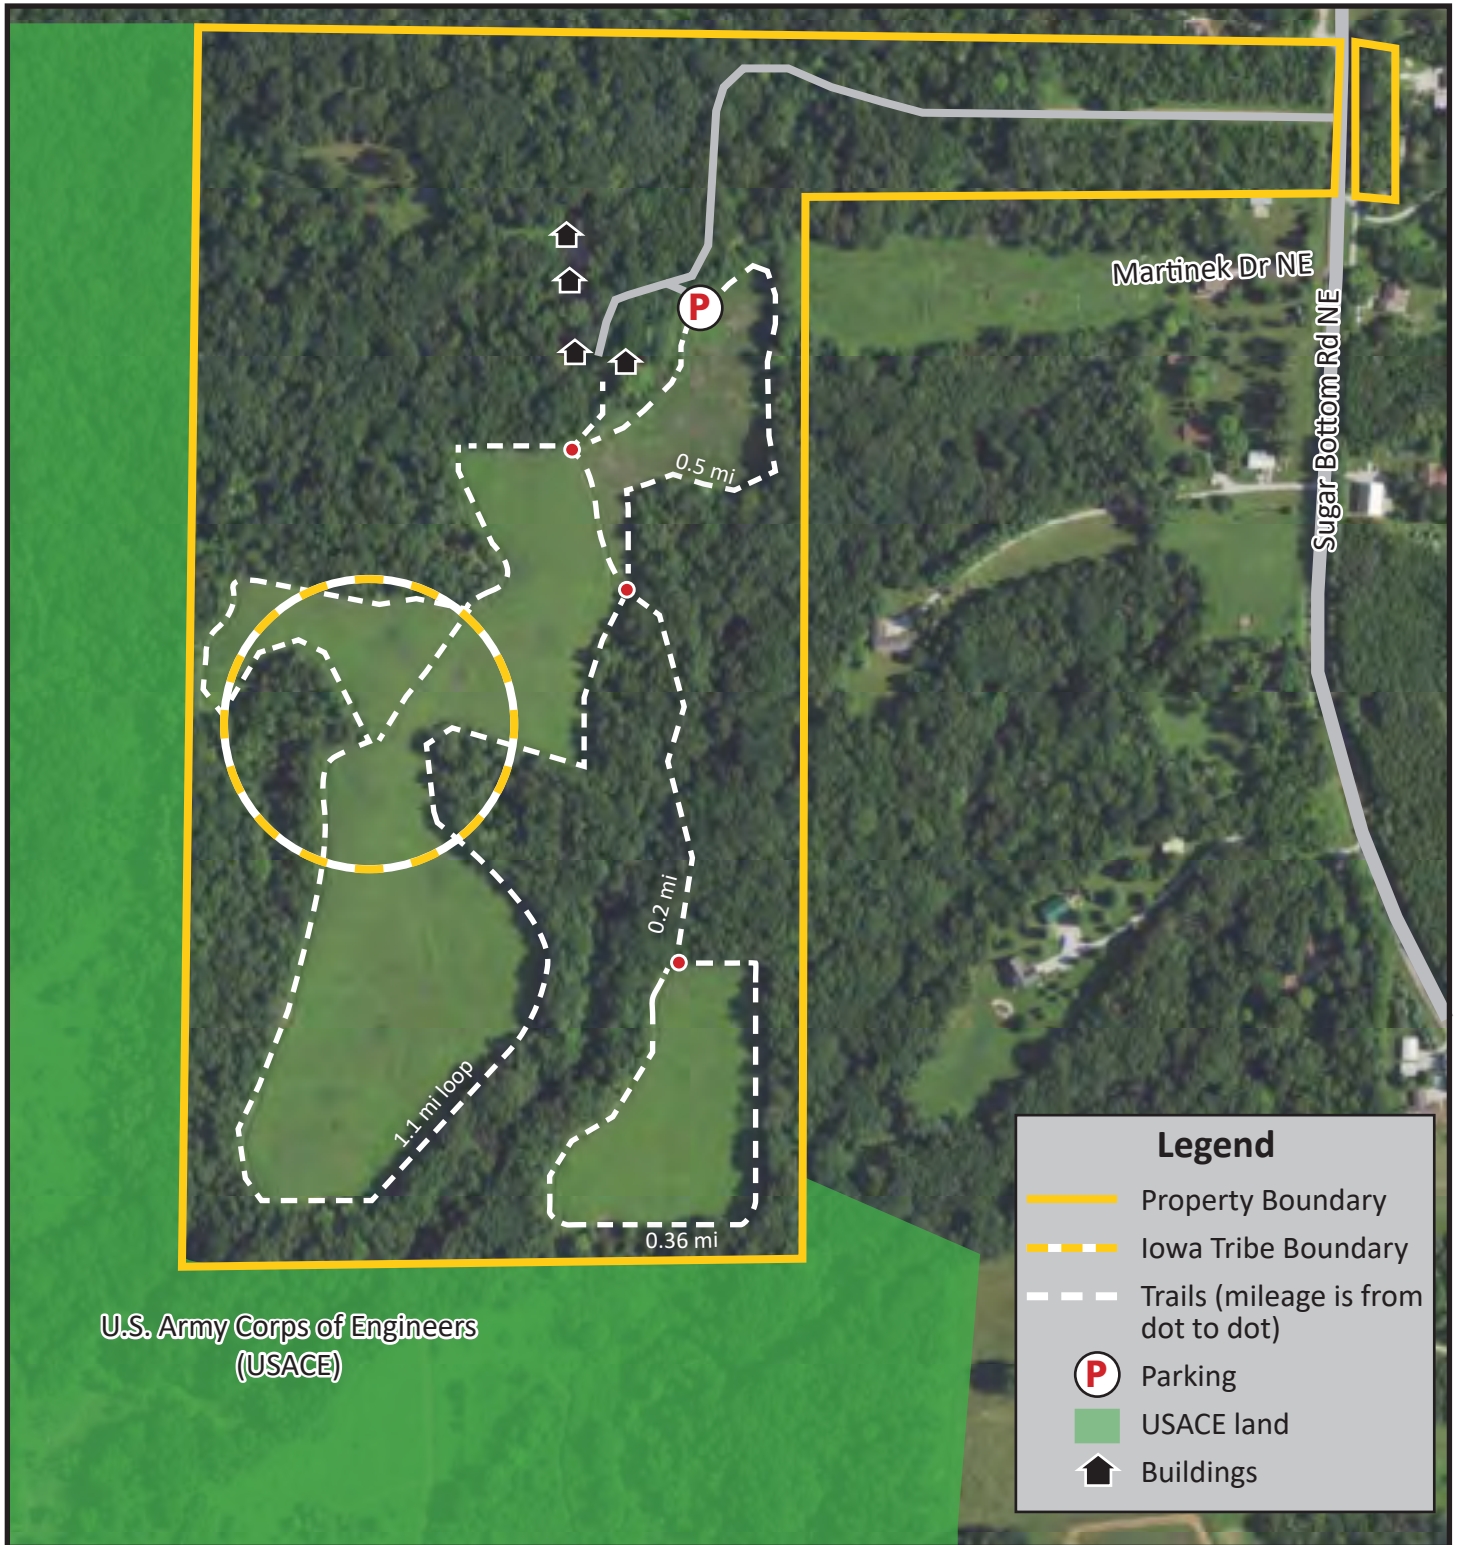 Martinek Dr NE
Sugar Bottom Rd NE
P
0.5 mi
0.2 mi
1.1 mi loop
0.36 mi
U.S. Army Corps of Engineers
(USACE)
Legend
Property Boundary
Iowa Tribe Boundary
Trails (mileage is from
dot to dot)
P
Parking
USACE land
Buildings